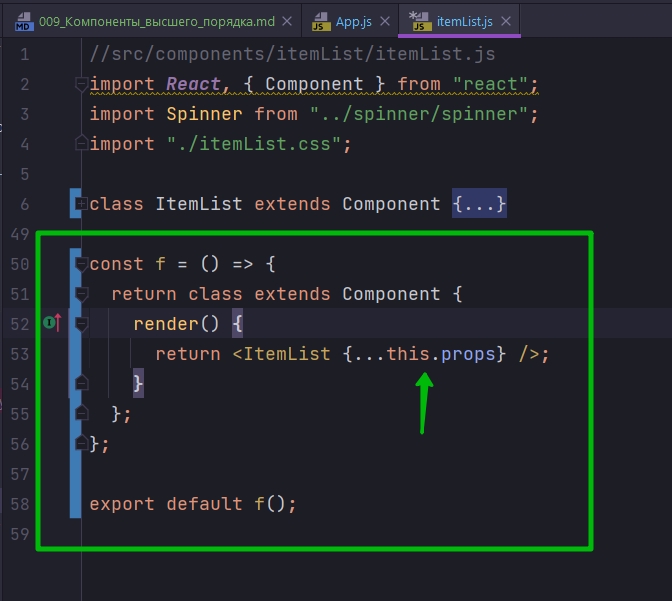 009_Компоненты_высшего_порядка.md App.js itemList.js
1 //src/components/itemList/itemList.js
2 import React, { Component } from "react";
3 import Spinner from "../spinner/spinner";
4 import "./itemList.css";
5
6 class ItemList extends Component {...}
49
50 const f = () => {
51 return class extends Component {
52 render() {
53 return <ItemList {...this.props} />;
54 }
55 };
56 };
57
58 export default f();
59